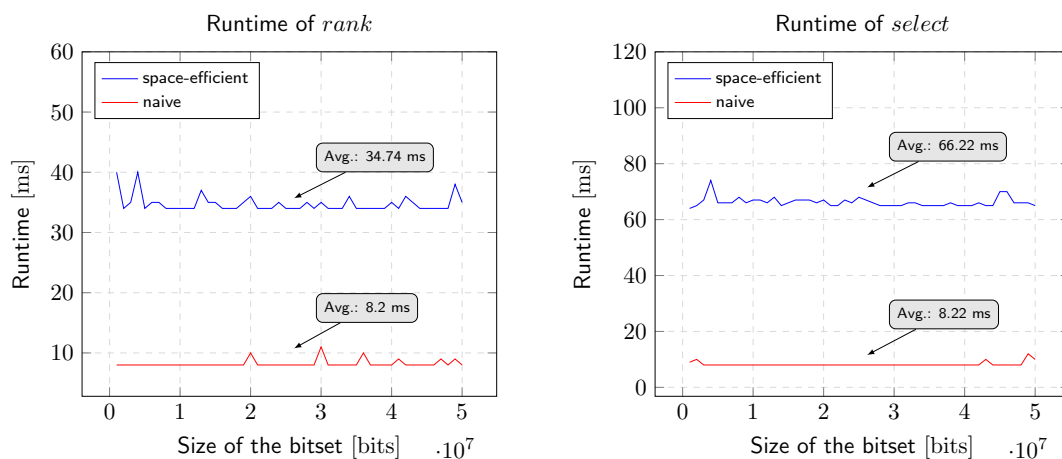 Runtime of rank
60
50
40
30
20
10
Runtime [ms]
space-efficient
naive
Avg.: 34.74 ms
Avg.: 8.2 ms
0 1 2 3 4 5
·10^7
Size of the bitset [bits]
Runtime of select
120
100
80
60
40
20
0
Runtime [ms]
space-efficient
naive
Avg.: 66.22 ms
Avg.: 8.22 ms
0 1 2 3 4 5
·10^7
Size of the bitset [bits]